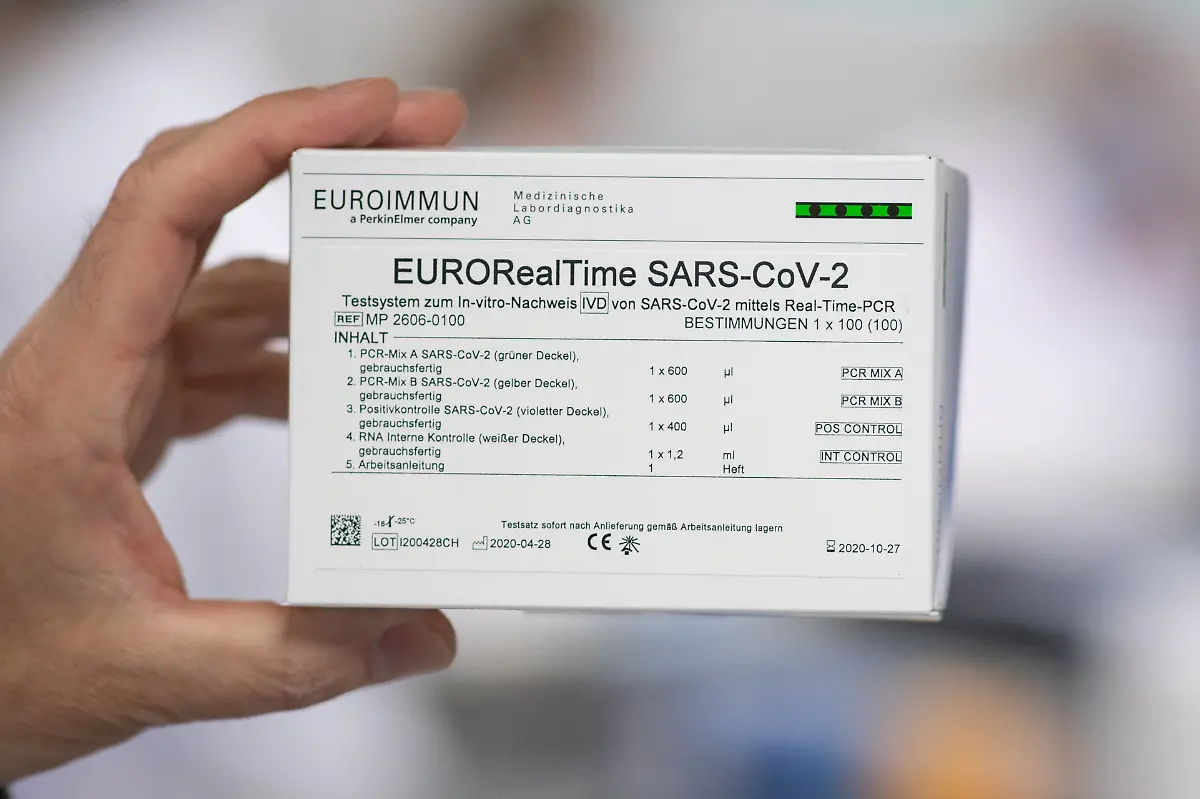 EUROIMMUN
a PerkinElmer company
Medizinische
Labordiagnostika
AG
EURORealTime SARS-CoV-2
Testsystem zum In-vitro-Nachweis IVD von SARS-CoV-2 mittels Real-Time-PCR
REF MP 2606-0100 BESTIMMUNGEN 1 x 100 (100)
INHALT
1. PCR-Mix A SARS-CoV-2 (grüner Deckel),
gebrauchsfertig 1 x 600 µl PCR MIX A
2. PCR-Mix B SARS-CoV-2 (gelber Deckel),
gebrauchsfertig 1 x 600 µl PCR MIX B
3. Positivkontrolle SARS-CoV-2 (violetter Deckel),
gebrauchsfertig 1 x 400 µl POS CONTROL
4. RNA Interne Kontrolle (weißer Deckel),
gebrauchsfertig 1 x 1,2 ml INT CONTROL
5. Arbeitsanleitung 1 Heft
-18 -25°C Testsatz sofort nach Anlieferung gemäß Arbeitsanleitung lagern
LOT I200428CH 2020-04-28 CE 2020-10-27